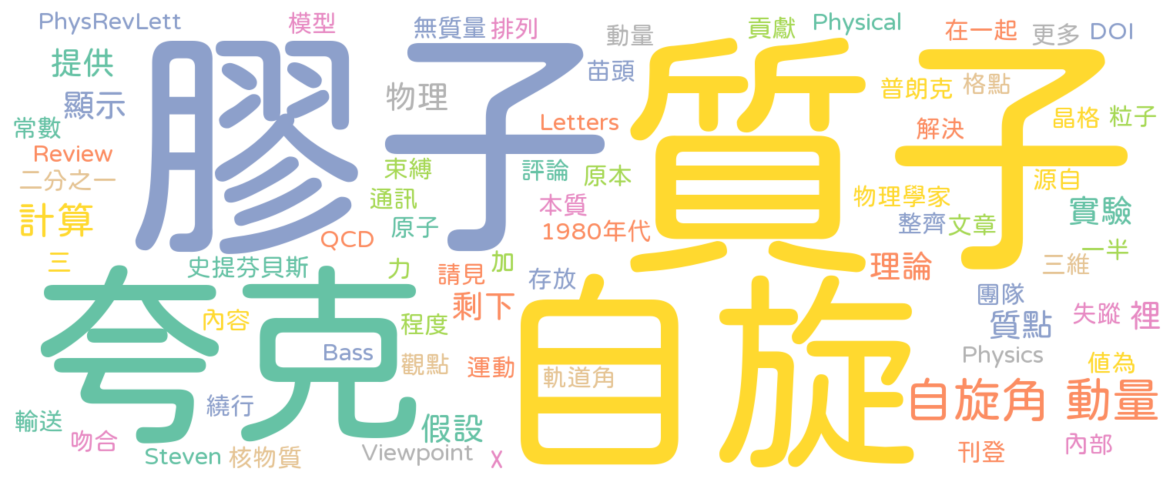 PhysRevLett
模型
無質量
排列
動量
貢獻
Physical
在一起
更多
DOI
提供
膠子
質子
苗頭
物理
普朗克
格點
顯示
常數
Letters
解決
晶格
粒子
Review
二分之一
束縛
評論
原本
源自
計算
通訊
本質
物理學家
實驗
原子
1980年代
整齊
文章
QCD
三
史提芬貝斯
力
請見
加
存放
理論
三維
一半
夸克
自旋
剩下
團隊
質點
失蹤
裡
內容
程度
Bass
觀點
運動
軌道角
Physics
值為
繞行
輸送
假設
自旋角
動量
吻合
Steven
核物質
Viewpoint
X
刊登
內部